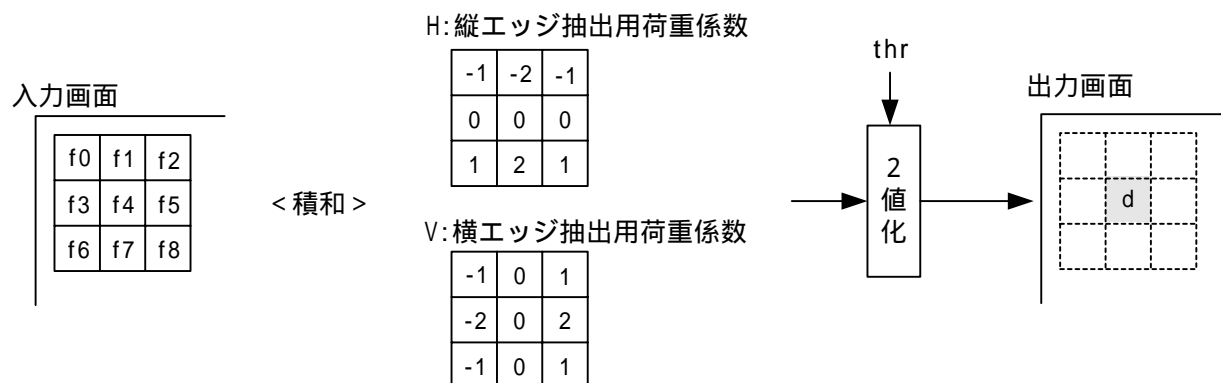 H:縦エッジ抽出用荷重係数
-1 -2 -1
0 0 0
1 2 1
入力画面
f0 f1 f2
f3 f4 f5
f6 f7 f8
<積和>
V:横エッジ抽出用荷重係数
-1 0 1
-2 0 2
-1 0 1
thr
2値化
出力画面
d